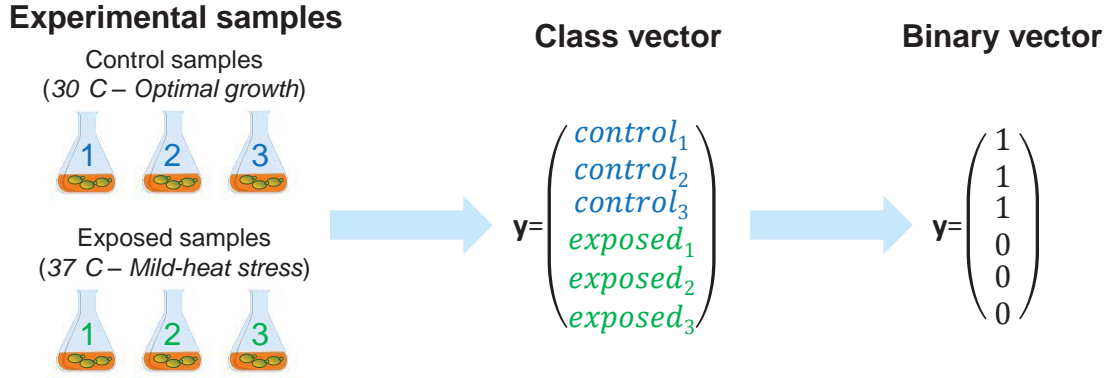 Experimental samples
Control samples
(30 C – Optimal growth)
1 2 3
Exposed samples
(37 C – Mild-heat stress)
1 2 3
Class vector
y=
control₁
control₂
control₃
exposed₁
exposed₂
exposed₃
Binary vector
y=
1
1
1
0
0
0